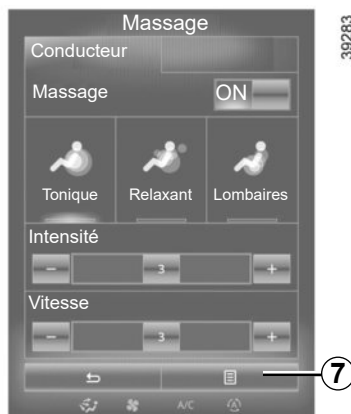 Massage
39283
Conducteur
Massage ON
Tonique Relaxant Lombaires
Intensité
- 3 +
Vitesse
- 3 +
7
A/C (A)